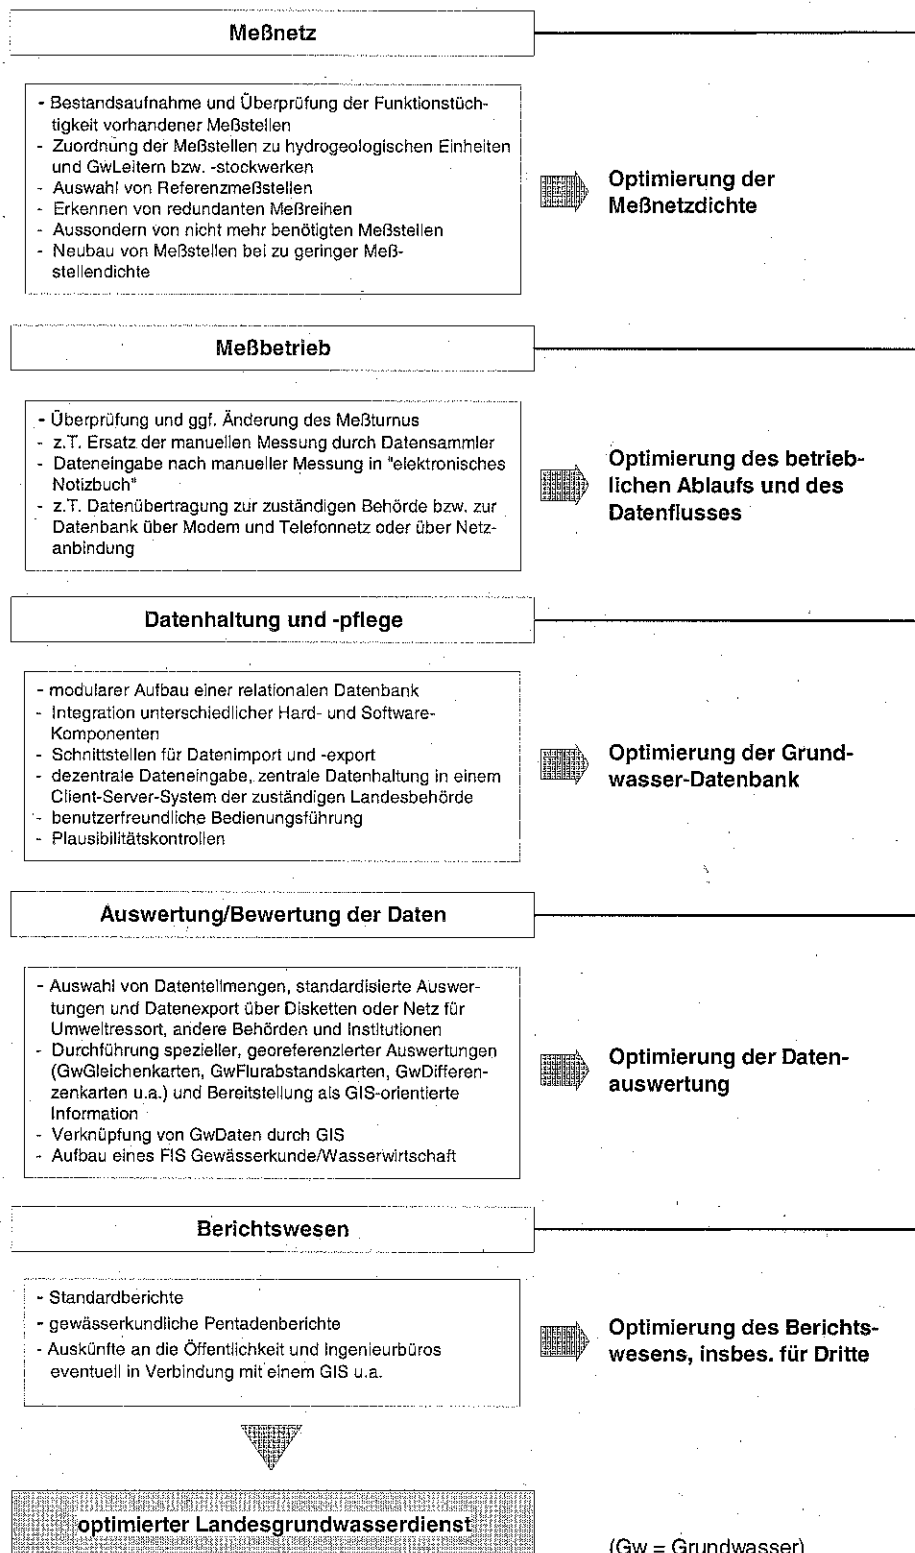 Meßnetz
- Bestandsaufnahme und Überprüfung der Funktionstüch-
tigkeit vorhandener Meßstellen
- Zuordnung der Meßstellen zu hydrogeologischen Einheiten
und GwLeitern bzw. -stockwerken
- Auswahl von Referenzmeßstellen
- Erkennen von redundanten Meßreihen
- Aussondern von nicht mehr benötigten Meßstellen
- Neubau von Meßstellen bei zu geringer Meß-
stellendichte
Optimierung der
Meßnetzdichte
Meßbetrieb
- Überprüfung und ggf. Änderung des Meßturnus
- z.T. Ersatz der manuellen Messung durch Datensammler
- Dateneingabe nach manueller Messung in "elektronisches
Notizbuch"
- z.T. Datenübertragung zur zuständigen Behörde bzw. zur
Datenbank über Modem und Telefonnetz oder über Netz-
anbindung
Optimierung des betrieb-
lichen Ablaufs und des
Datenflusses
Datenhaltung und -pflege
- modularer Aufbau einer relationalen Datenbank
- Integration unterschiedlicher Hard- und Software-
Komponenten
- Schnittstellen für Datenimport und -export
- dezentrale Dateneingabe, zentrale Datenhaltung in einem
Client-Server-System der zuständigen Landesbehörde
- benutzerfreundliche Bedienungsführung
- Plausibilitätskontrollen
Optimierung der Grund-
wasser-Datenbank
Auswertung/Bewertung der Daten
- Auswahl von Datenteilmengen, standardisierte Auswer-
tungen und Datenexport über Disketten oder Netz für
Umweltressort, andere Behörden und Institutionen
- Durchführung spezieller, georeferenzierter Auswertungen
(GwGleichenkarten, GwFlurabstandskarten, GwDifferen-
zenkarten u.a.) und Bereitstellung als GIS-orientierte
Information
- Verknüpfung von GwDaten durch GIS
- Aufbau eines FIS Gewässerkunde/Wasserwirtschaft
Optimierung der Daten-
auswertung
Berichtswesen
- Standardberichte
- gewässerkundliche Pentadenberichte
- Auskünfte an die Öffentlichkeit und Ingenieurbüros
eventuell in Verbindung mit einem GIS u.a.
Optimierung des Berichts-
wesens, insbes. für Dritte
optimierter Landesgrundwasserdienst
(Gw = Grundwasser)